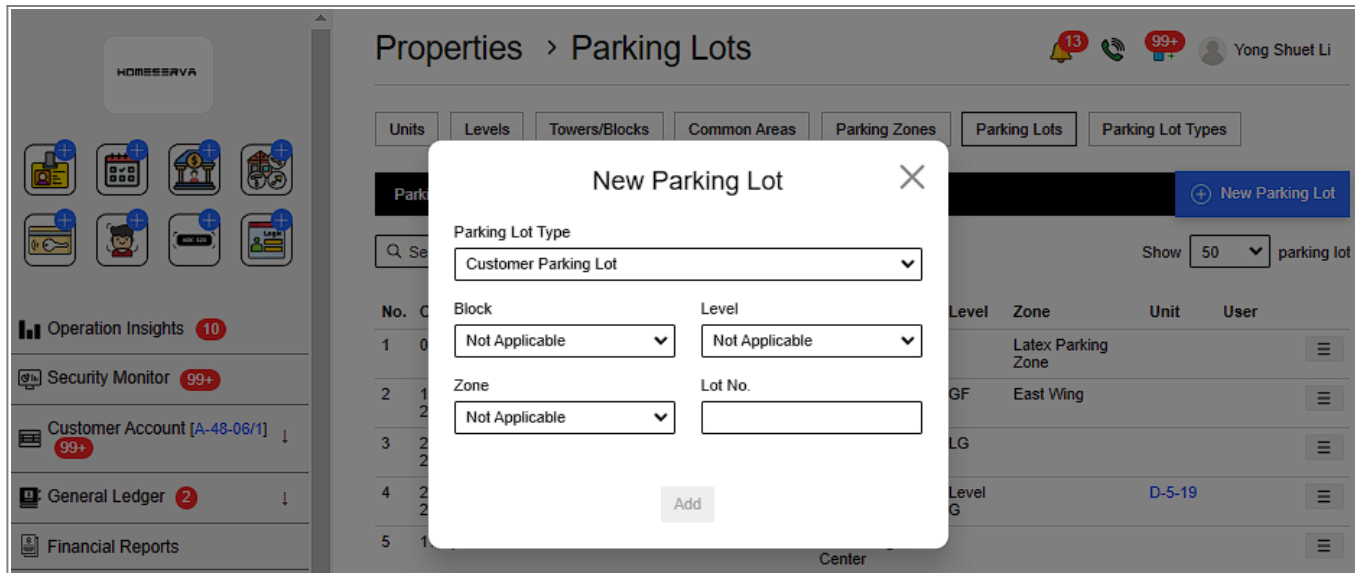 HOMESERVA
Properties > Parking Lots
13
99+
Yong Shuet Li
Units
Levels
Towers/Blocks
Common Areas
Parking Zones
Parking Lots
Parking Lot Types
New Parking Lot
New Parking Lot
Show 50 parking lot
Parking Lot Type
Customer Parking Lot
Block
Level
Not Applicable
Not Applicable
Zone
Lot No.
Not Applicable
Add
No.
Level
Zone
Unit
User
1
Latex Parking
Zone
2
GF
East Wing
3
LG
4
Level
G
D-5-19
5
Center
Operation Insights 10
Security Monitor 99+
Customer Account [A-48-06/1] ↓
99+
General Ledger 2 ↓
Financial Reports